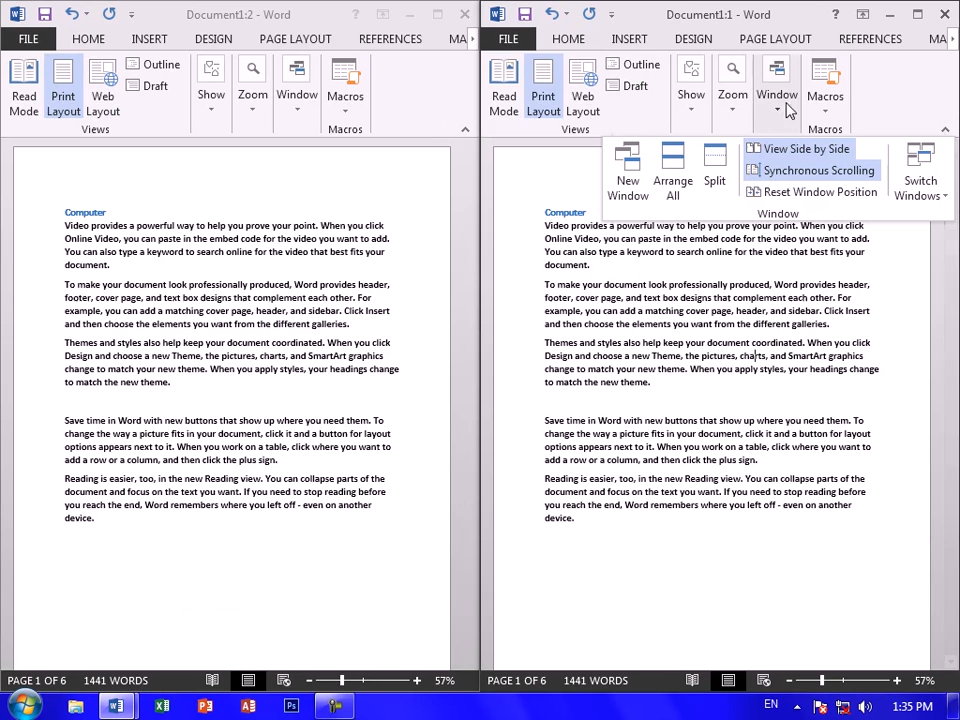 Document1:2 - Word
FILE HOME INSERT DESIGN PAGE LAYOUT REFERENCES MA
Read Mode
Print Layout
Web Layout
Outline
Draft
Views
Show
Zoom
Window
Macros
Macros
Computer
Video provides a powerful way to help you prove your point. When you click
Online Video, you can paste in the embed code for the video you want to add.
You can also type a keyword to search online for the video that best fits your
document.
To make your document look professionally produced, Word provides header,
footer, cover page, and text box designs that complement each other. For
example, you can add a matching cover page, header, and sidebar. Click Insert
and then choose the elements you want from the different galleries.
Themes and styles also help keep your document coordinated. When you click
Design and choose a new Theme, the pictures, charts, and SmartArt graphics
change to match your new theme. When you apply styles, your headings change
to match the new theme.
Save time in Word with new buttons that show up where you need them. To
change the way a picture fits in your document, click it and a button for layout
options appears next to it. When you work on a table, click where you want to
add a row or a column, and then click the plus sign.
Reading is easier, too, in the new Reading view. You can collapse parts of the
document and focus on the text you want. If you need to stop reading before
you reach the end, Word remembers where you left off - even on another
device.
PAGE 1 OF 6 1441 WORDS 57%
Document1:1 - Word
FILE HOME INSERT DESIGN PAGE LAYOUT REFERENCES MA
Read Mode
Print Layout
Web Layout
Outline
Draft
Views
Show
Zoom
Window
Macros
Macros
New Window
Arrange All
Split
View Side by Side
Synchronous Scrolling
Reset Window Position
Switch Windows
Window
Computer
Video provides a powerful way to help you prove your point. When you click
Online Video, you can paste in the embed code for the video you want to add.
You can also type a keyword to search online for the video that best fits your
document.
To make your document look professionally produced, Word provides header,
footer, cover page, and text box designs that complement each other. For
example, you can add a matching cover page, header, and sidebar. Click Insert
and then choose the elements you want from the different galleries.
Themes and styles also help keep your document coordinated. When you click
Design and choose a new Theme, the pictures, charts, and SmartArt graphics
change to match your new theme. When you apply styles, your headings change
to match the new theme.
Save time in Word with new buttons that show up where you need them. To
change the way a picture fits in your document, click it and a button for layout
options appears next to it. When you work on a table, click where you want to
add a row or a column, and then click the plus sign.
Reading is easier, too, in the new Reading view. You can collapse parts of the
document and focus on the text you want. If you need to stop reading before
you reach the end, Word remembers where you left off - even on another
device.
PAGE 1 OF 6 1441 WORDS 57%
EN 1:35 PM